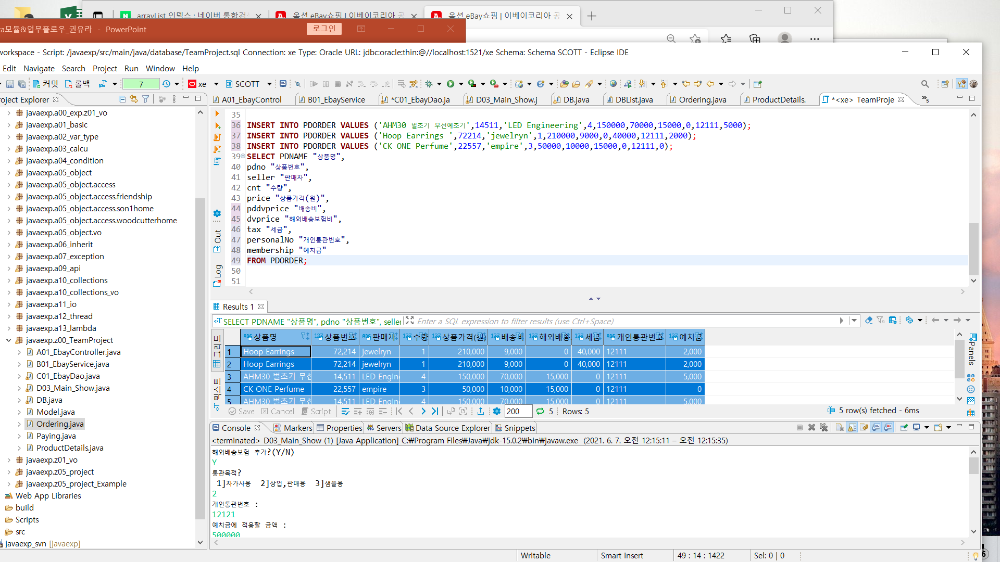 arrayList 인덱스 : 네이버 통합검
옥션 eBay쇼핑 | 이베이코리아 공
옥션 eBay쇼핑 | 이베이코리아 공
va모듈&업무플로우_권유라 - PowerPoint
로그인
workspace - Script: /javaexp/src/main/java/database/TeamProject.sql Connection: xe Type: Oracle URL: jdbc:oracle:thin:@//localhost:1521/xe Schema: Schema SCOTT - Eclipse IDE
Edit Navigate Search Project Run Window Help
커밋 롤백 7 xe SCOTT
roject Explorer
A01_EbayControl B01_EbayService *C01_EbayDao.ja D03_Main_Show.j DB.java DBList.java Ordering.java ProductDetails. *<xe> TeamProje »5
javaexp.a00_exp.z01_vo
javaexp.a01_basic
javaexp.a02_var_type
javaexp.a03_calcu
javaexp.a04_condition
javaexp.a05_object
javaexp.a05_object.access
javaexp.a05_object.access.friendship
javaexp.a05_object.access.son1home
javaexp.a05_object.access.woodcutterhome
javaexp.a05_object.vo
javaexp.a06_inherit
javaexp.a07_exception
javaexp.a09_api
javaexp.a10_collections
javaexp.a10_collections_vo
javaexp.a11_io
javaexp.a12_thread
javaexp.a13_lambda
javaexp.z00_TeamProject
A01_EbayController.java
B01_EbayService.java
C01_EbayDao.java
D03_Main_Show.java
DB.java
Model.java
Ordering.java
Paying.java
ProductDetails.java
javaexp.z01_vo
javaexp.z05_project
javaexp.z05_project_Example
Web App Libraries
build
Scripts
src
javaexp_svn [javaexp]
Out
Log
35
36 INSERT INTO PDORDER VALUES ('AHM30 벌초기 무선예초기',14511,'LED Engineering',4,150000,70000,15000,0,12111,5000);
37 INSERT INTO PDORDER VALUES ('Hoop Earrings ',72214,'jewelryn',1,210000,9000,0,40000,12111,2000);
38 INSERT INTO PDORDER VALUES ('CK ONE Perfume',22557,'empire',3,50000,10000,15000,0,12111,0);
39 SELECT PDNAME "상품명",
40 pdno "상품번호",
41 seller "판매자",
42 cnt "수량",
43 price "상품가격(원)",
44 pddvprice "배송비",
45 dvprice "해외배송보험비",
46 tax "세금",
47 personalNo "개인통관번호",
48 membership "예치금"
49 FROM PDORDER;
50
51
Results 1
SELECT PDNAME "상품명", pdno "상품번호", seller Enter a SQL expression to filter results (use Ctrl+Space)
그리드
텍스트
Panels
상품명 상품번호 판매자 수량 상품가격(원) 배송비 해외배송 세금 개인통관번호 예치금
1 Hoop Earrings 72,214 jewelryn 1 210,000 9,000 0 40,000 12111 2,000
2 Hoop Earrings 72,214 jewelryn 1 210,000 9,000 0 40,000 12111 2,000
3 AHM30 벌초기 무선 14,511 LED Engin 4 150,000 70,000 15,000 0 12111 5,000
4 CK ONE Perfume 22,557 empire 3 50,000 10,000 15,000 0 12111 0
5 AHM30 벌초기 무선 14,511 LED Engin 4 150,000 70,000 15,000 0 12111 5,000
Save Cancel Script 200 5 Rows: 5 5 row(s) fetched - 6ms
Console Markers Properties Servers Data Source Explorer Snippets
<terminated> D03_Main_Show (1) [Java Application] C:₩Program Files₩Java₩jdk-15.0.2₩bin₩javaw.exe (2021. 6. 7. 오전 12:15:11 – 오전 12:15:35)
해외배송보험 추가?(Y/N)
Y
통관목적?
1]자가사용 2]상업,판매용 3]샘플용
2
개인통관번호 :
12121
예치금에 적용할 금액 :
500000
Writable Smart Insert 49 : 14 : 1422 Sel: 0 | 0